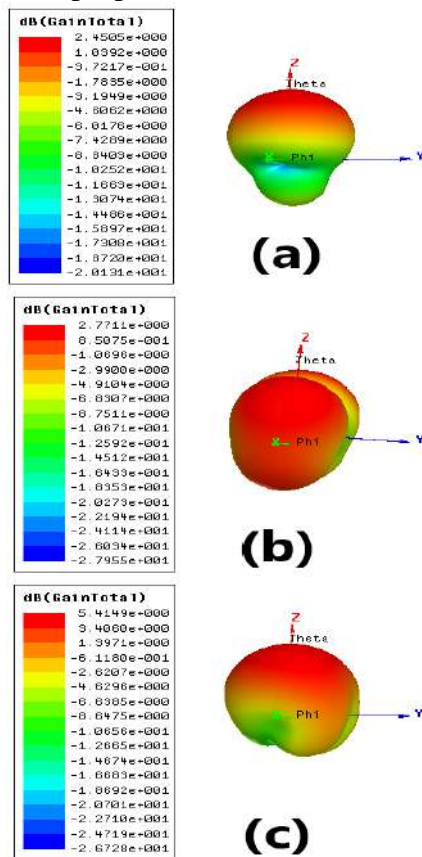 dB(GainTotal)
2.4505e+000
1.0392e+000
-3.7217e-001
-1.7835e+000
-3.1949e+000
-4.6062e+000
-6.0176e+000
-7.4289e+000
-8.8403e+000
-1.0252e+001
-1.1663e+001
-1.3074e+001
-1.4486e+001
-1.5897e+001
-1.7308e+001
-1.8720e+001
-2.0131e+001
Z
Theta
X
Phi
Y
(a)
dB(GainTotal)
2.7711e+000
8.5075e-001
-1.0696e+000
-2.9900e+000
-4.9104e+000
-6.8307e+000
-8.7511e+000
-1.0671e+001
-1.2592e+001
-1.4512e+001
-1.6433e+001
-1.8353e+001
-2.0273e+001
-2.2194e+001
-2.4114e+001
-2.6034e+001
-2.7955e+001
Z
Theta
X
Phi
Y
(b)
dB(GainTotal)
5.4149e+000
3.4060e+000
1.3971e+000
-6.1180e-001
-2.6207e+000
-4.6296e+000
-6.6385e+000
-8.6475e+000
-1.0656e+001
-1.2665e+001
-1.4674e+001
-1.6683e+001
-1.8692e+001
-2.0701e+001
-2.2710e+001
-2.4719e+001
-2.6728e+001
Z
Theta
X
Phi
Y
(c)